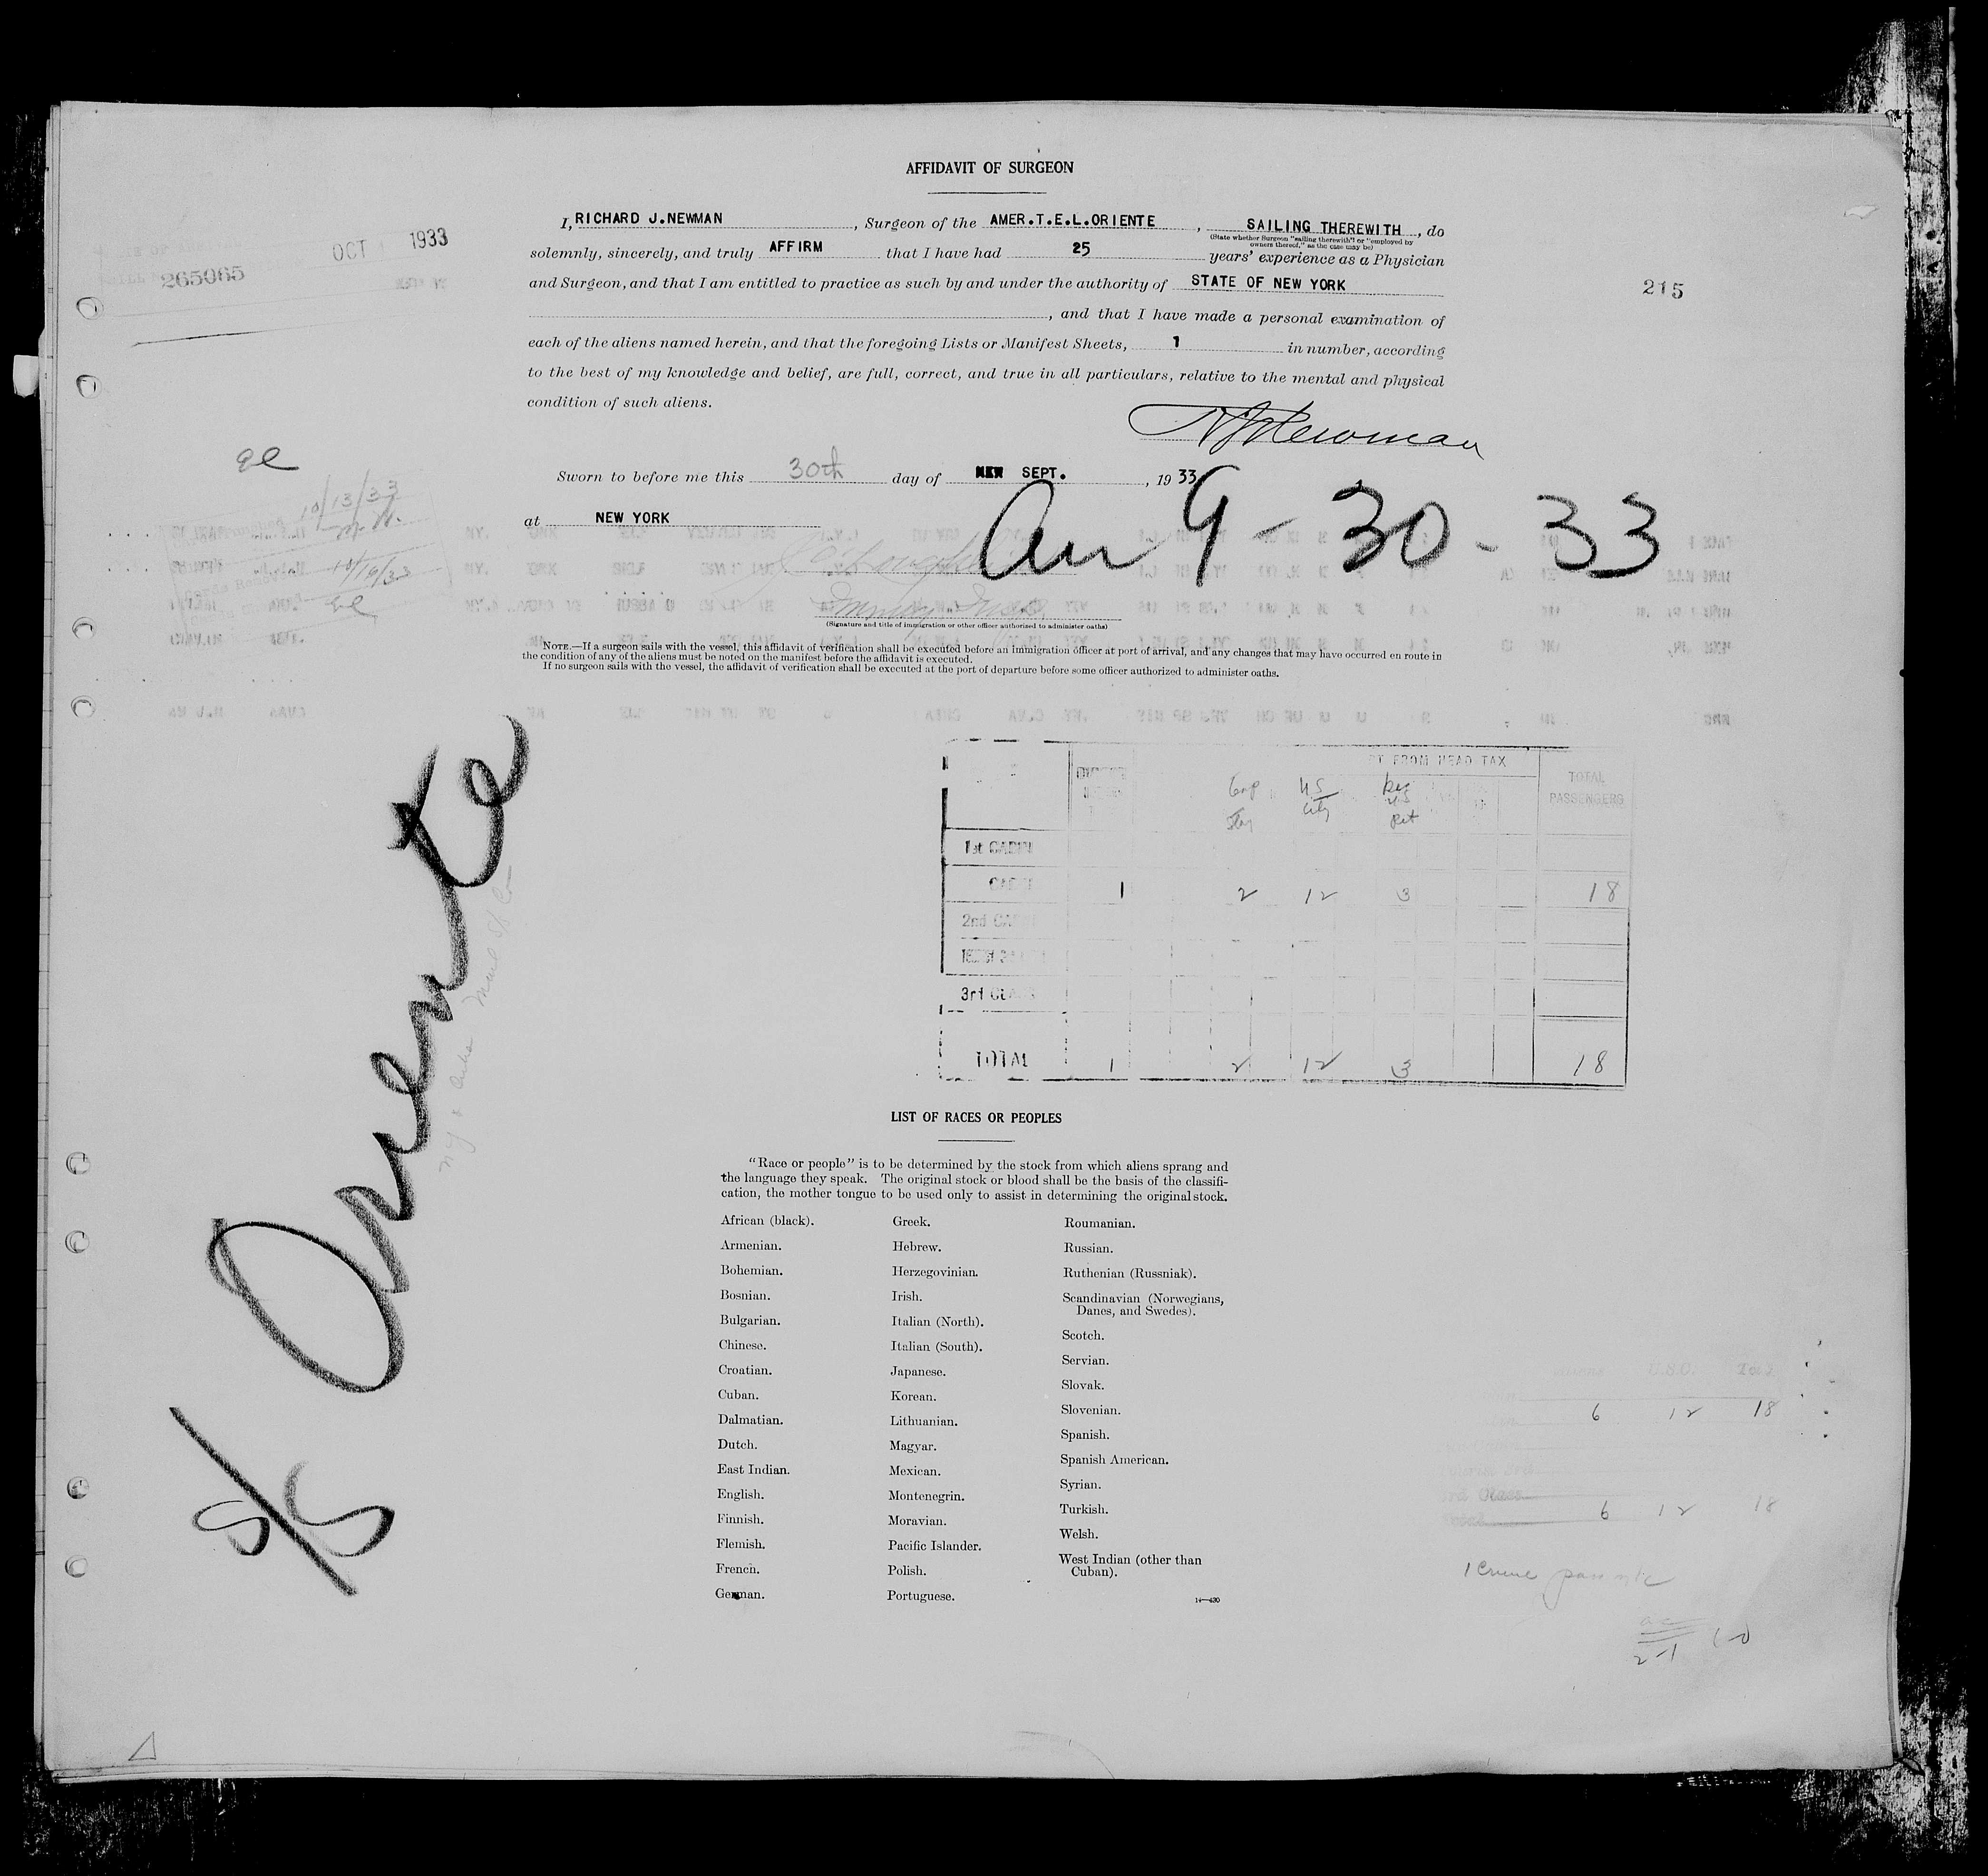 AFFIDAVIT OF SURGEON
I, RICHARD J.NEWMAN, Surgeon of the AMER.T.E.L.ORIENTE, SAILING THEREWITH, do
(State whether Surgeon "sailing therewith" or "employed by
owners thereof," as the case may be)
solemnly, sincerely, and truly AFFIRM that I have had 25 years' experience as a Physician
and Surgeon, and that I am entitled to practice as such by and under the authority of STATE OF NEW YORK
, and that I have made a personal examination of
each of the aliens named herein, and that the foregoing Lists or Manifest Sheets, 1 in number, according
to the best of my knowledge and belief, are full, correct, and true in all particulars, relative to the mental and physical
condition of such aliens.
OCT 1933
265065
215
RJNewman
Sworn to before me this 30th day of SEPT., 19 33
at NEW YORK
9-30-33
10/13/33
10/19/33
(Signature and title of immigration or other officer authorized to administer oaths)
NOTE.—If a surgeon sails with the vessel, this affidavit of verification shall be executed before an immigration officer at port of arrival, and any changes that may have occurred en route in
the condition of any of the aliens must be noted on the manifest before the affidavit is executed.
If no surgeon sails with the vessel, the affidavit of verification shall be executed at the port of departure before some officer authorized to administer oaths.
S/S Oriente
FROM HEAD TAX
TOTAL
PASSENGERS
US
1st CABIN
1 2 12 3 18
2nd
3rd CLASS
TOTAL 1 2 12 3 18
LIST OF RACES OR PEOPLES
"Race or people" is to be determined by the stock from which aliens sprang and
the language they speak. The original stock or blood shall be the basis of the classifi-
cation, the mother tongue to be used only to assist in determining the original stock.
African (black).
Armenian.
Bohemian.
Bosnian.
Bulgarian.
Chinese.
Croatian.
Cuban.
Dalmatian.
Dutch.
East Indian.
English.
Finnish.
Flemish.
French.
German.
Greek.
Hebrew.
Herzegovinian.
Irish.
Italian (North).
Italian (South).
Japanese.
Korean.
Lithuanian.
Magyar.
Mexican.
Montenegrin.
Moravian.
Pacific Islander.
Polish.
Portuguese.
Roumanian.
Russian.
Ruthenian (Russniak).
Scandinavian (Norwegians,
Danes, and Swedes).
Scotch.
Servian.
Slovak.
Slovenian.
Spanish.
Spanish American.
Syrian.
Turkish.
Welsh.
West Indian (other than
Cuban).
14—430
6 12 18
6 12 18